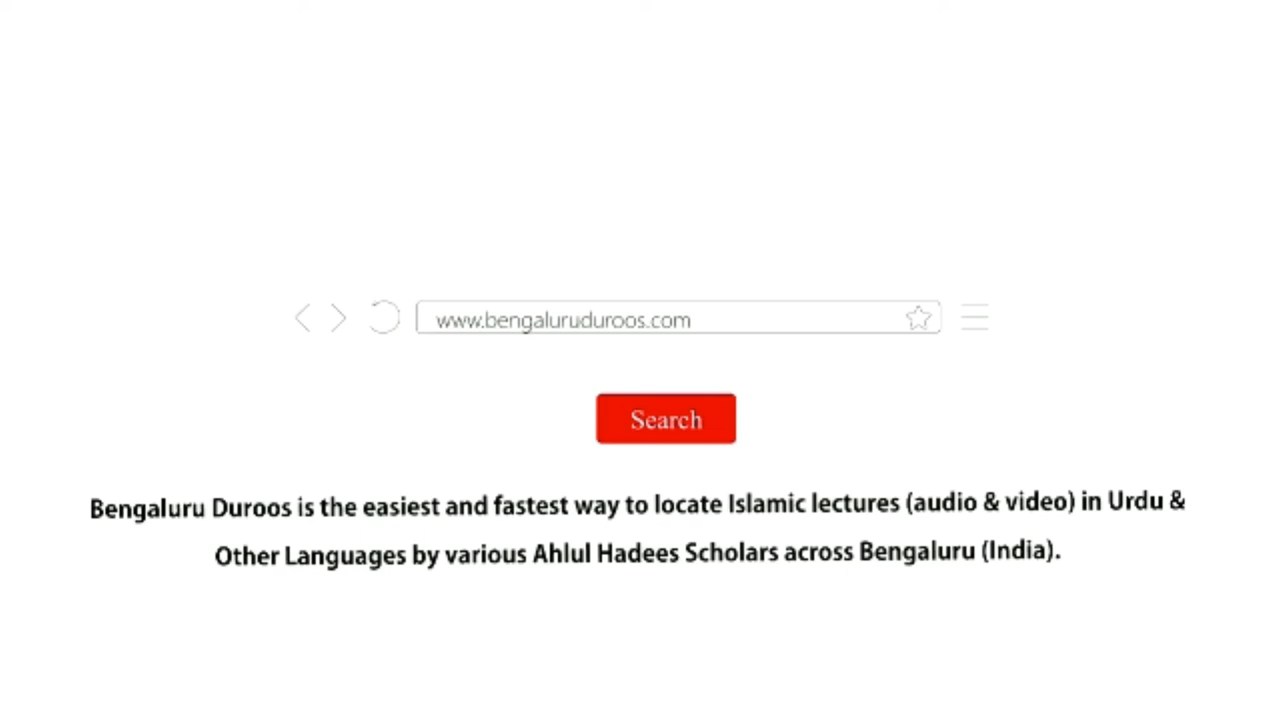 www.bengaluruduroos.com
Search
Bengaluru Duroos is the easiest and fastest way to locate Islamic lectures (audio & video) in Urdu &
Other Languages by various Ahlul Hadees Scholars across Bengaluru (India).